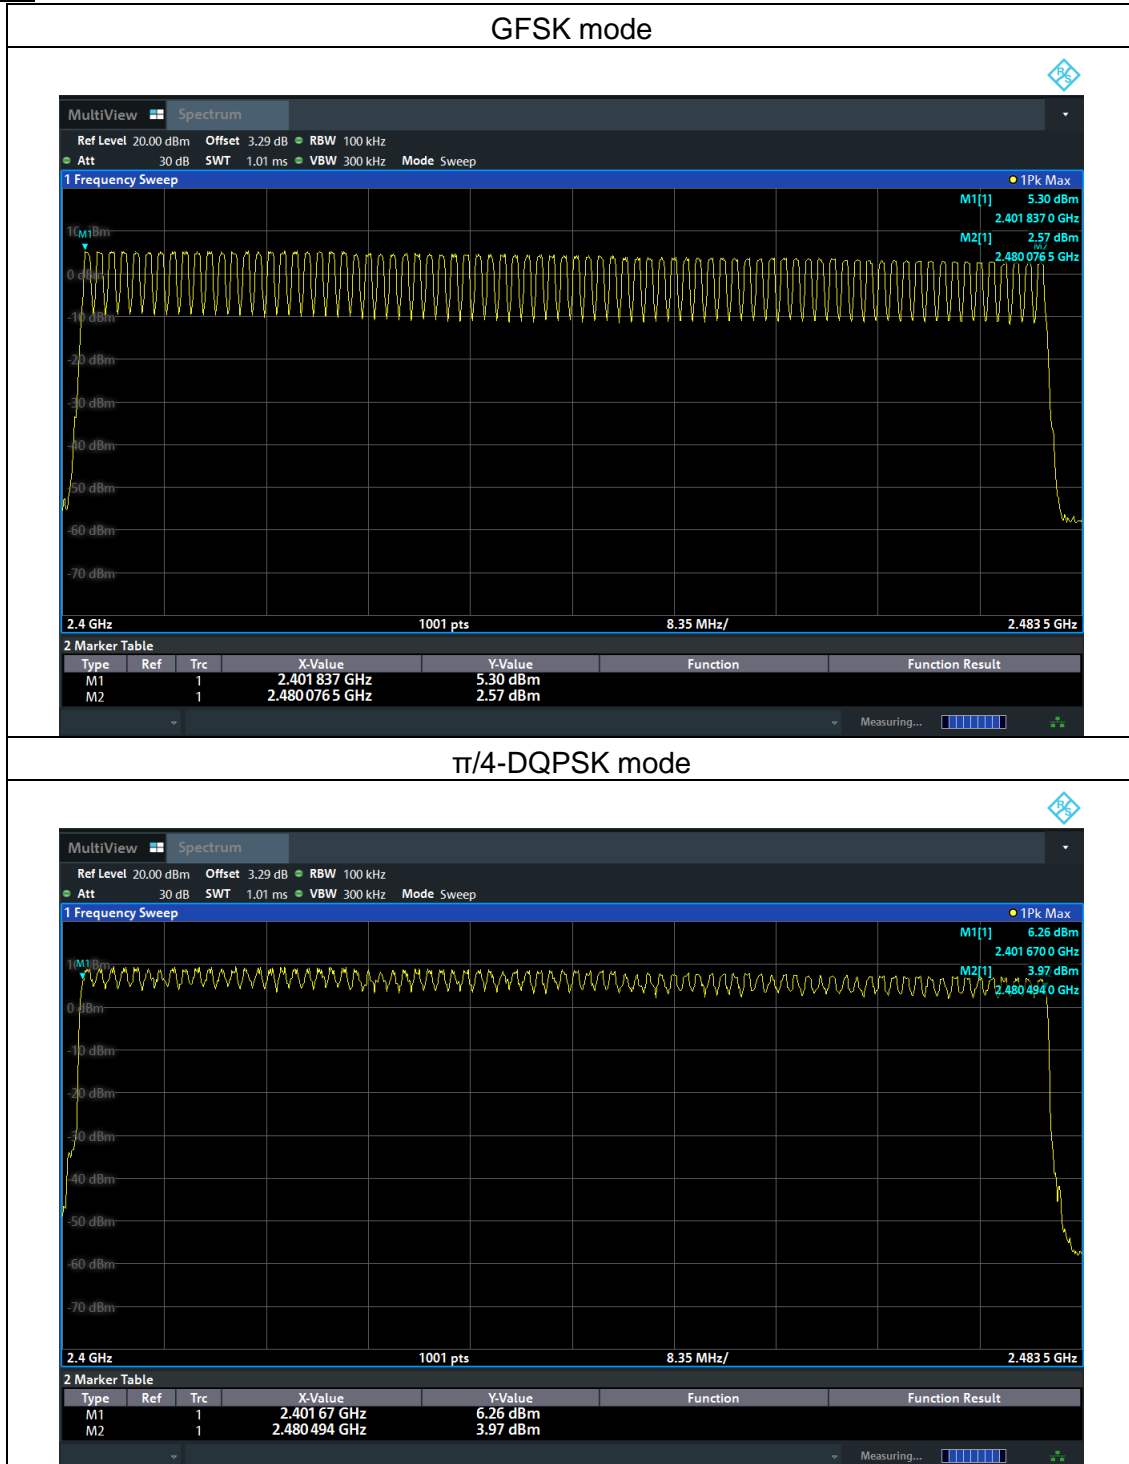 GFSK mode
R&S
MultiView Spectrum
Ref Level 20.00 dBm Offset 3.29 dB RBW 100 kHz
Att 30 dB SWT 1.01 ms VBW 300 kHz Mode Sweep
1 Frequency Sweep 1Pk Max
M1[1] 5.30 dBm
2.401 837 0 GHz
M2[1] 2.57 dBm
2.480 076 5 GHz
M1
M2
0 dBm
-10 dBm
-20 dBm
-30 dBm
-40 dBm
-50 dBm
-60 dBm
-70 dBm
2.4 GHz 1001 pts 8.35 MHz/ 2.483 5 GHz
2 Marker Table
Type Ref Trc X-Value Y-Value Function Function Result
M1 1 2.401 837 GHz 5.30 dBm
M2 1 2.480 076 5 GHz 2.57 dBm
Measuring...
π/4-DQPSK mode
R&S
MultiView Spectrum
Ref Level 20.00 dBm Offset 3.29 dB RBW 100 kHz
Att 30 dB SWT 1.01 ms VBW 300 kHz Mode Sweep
1 Frequency Sweep 1Pk Max
M1[1] 6.26 dBm
2.401 670 0 GHz
M2[1] 3.97 dBm
2.480 494 0 GHz
M1
0 dBm
-10 dBm
-20 dBm
-30 dBm
-40 dBm
-50 dBm
-60 dBm
-70 dBm
2.4 GHz 1001 pts 8.35 MHz/ 2.483 5 GHz
2 Marker Table
Type Ref Trc X-Value Y-Value Function Function Result
M1 1 2.401 67 GHz 6.26 dBm
M2 1 2.480 494 GHz 3.97 dBm
Measuring...